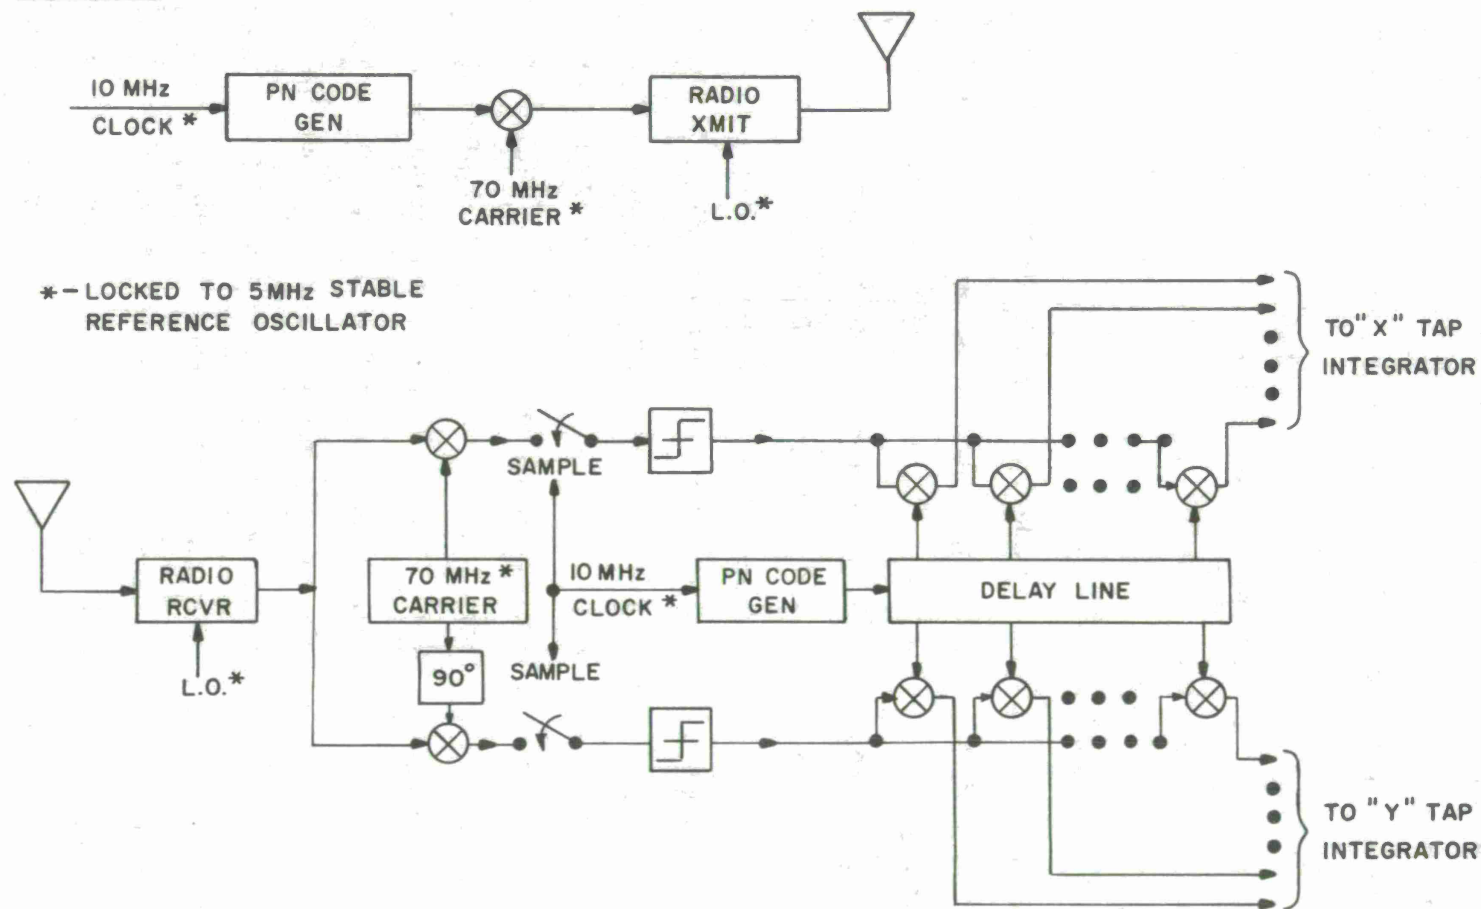 10 MHz
CLOCK *
PN CODE
GEN
70 MHz
CARRIER *
RADIO
XMIT
L.O.*
*-LOCKED TO 5MHz STABLE
REFERENCE OSCILLATOR
TO "X" TAP
INTEGRATOR
SAMPLE
RADIO
RCVR
L.O.*
70 MHz *
CARRIER
90°
10 MHz
CLOCK *
SAMPLE
PN CODE
GEN
DELAY LINE
TO "Y" TAP
INTEGRATOR